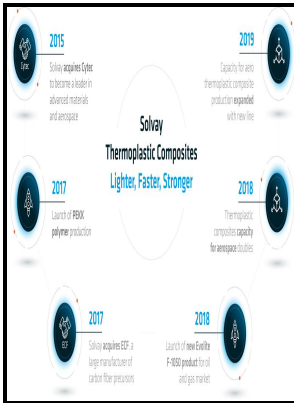 2015
Solvay acquires Cytec
to become a leader in
advanced materials
and aerospace
Cytec
2017
Launch of PEKK
polymer production
2017
Solvay acquires ECF, a
large manufacturer of
carbon fiber precursors
ECF
Solvay
Thermoplastic Composites
Lighter, Faster, Stronger
2018
Launch of new Evolite
F-1050 product for oil
and gas market
2018
Thermoplastic
composites capacity
for aerospace doubles
2019
Capacity for aero
thermoplastic composite
production expanded
with new line